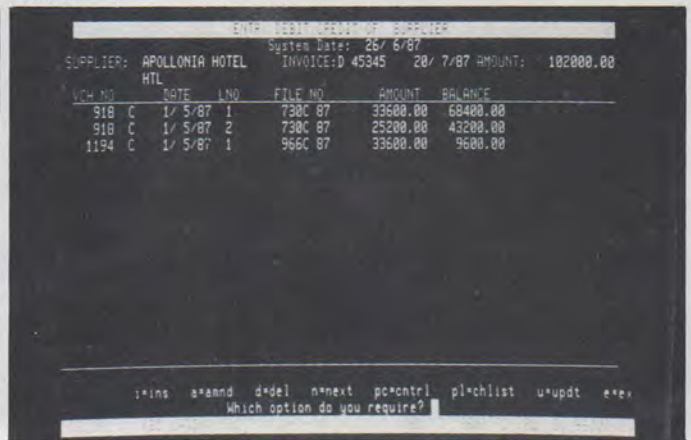 ENTR DEBIT CREDIT OF SUPPLIER
System Date: 26/ 6/87
SUPPLIER: APOLLONIA HOTEL INVOICE:D 45345 20/ 7/87 AMOUNT: 102000.00
HTL
VCH NO DATE LNO FILE NO AMOUNT BALANCE
918 C 1/ 5/87 1 730C 87 33600.00 68400.00
918 C 1/ 5/87 2 730C 87 25200.00 43200.00
1194 C 1/ 5/87 1 966C 87 33600.00 9600.00
i=ins a=amnd d=del n=next pc=cntrl pl=chlist u=updt e=ex
Which option do you require?